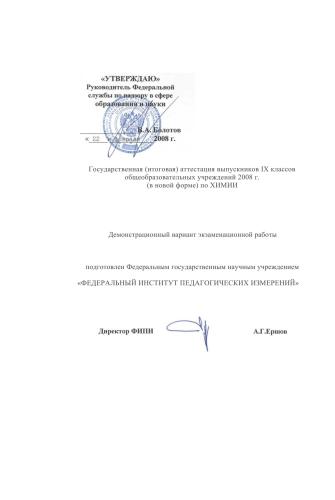 «УТВЕРЖДАЮ»
Руководитель Федеральной
службы по надзору в сфере
образования и науки
В.А. Болотов
« 22 2008 г.
Государственная (итоговая) аттестация выпускников IX классов
общеобразовательных учреждений 2008 г.
(в новой форме) по ХИМИИ
Демонстрационный вариант экзаменационной работы
подготовлен Федеральным государственным научным учреждением
«ФЕДЕРАЛЬНЫЙ ИНСТИТУТ ПЕДАГОГИЧЕСКИХ ИЗМЕРЕНИЙ»
Директор ФИПИ А.Г.Ершов